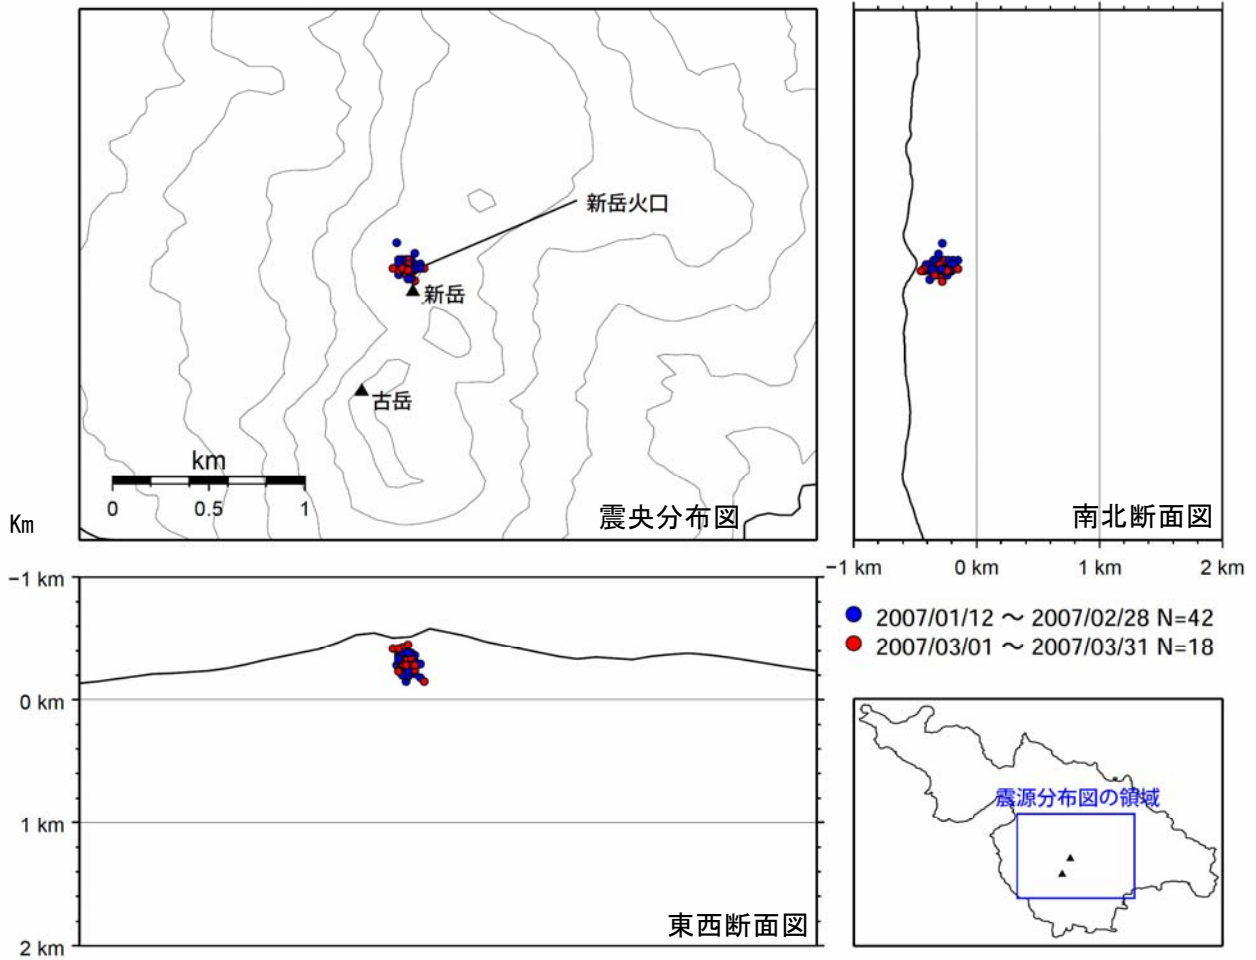 新岳火口
新岳
古岳
km
0 0.5 1
震央分布図
Km
南北断面図
−1 km 0 km 1 km 2 km
−1 km
0 km
1 km
2 km
東西断面図
2007/01/12 ～ 2007/02/28 N=42
2007/03/01 ～ 2007/03/31 N=18
震源分布図の領域